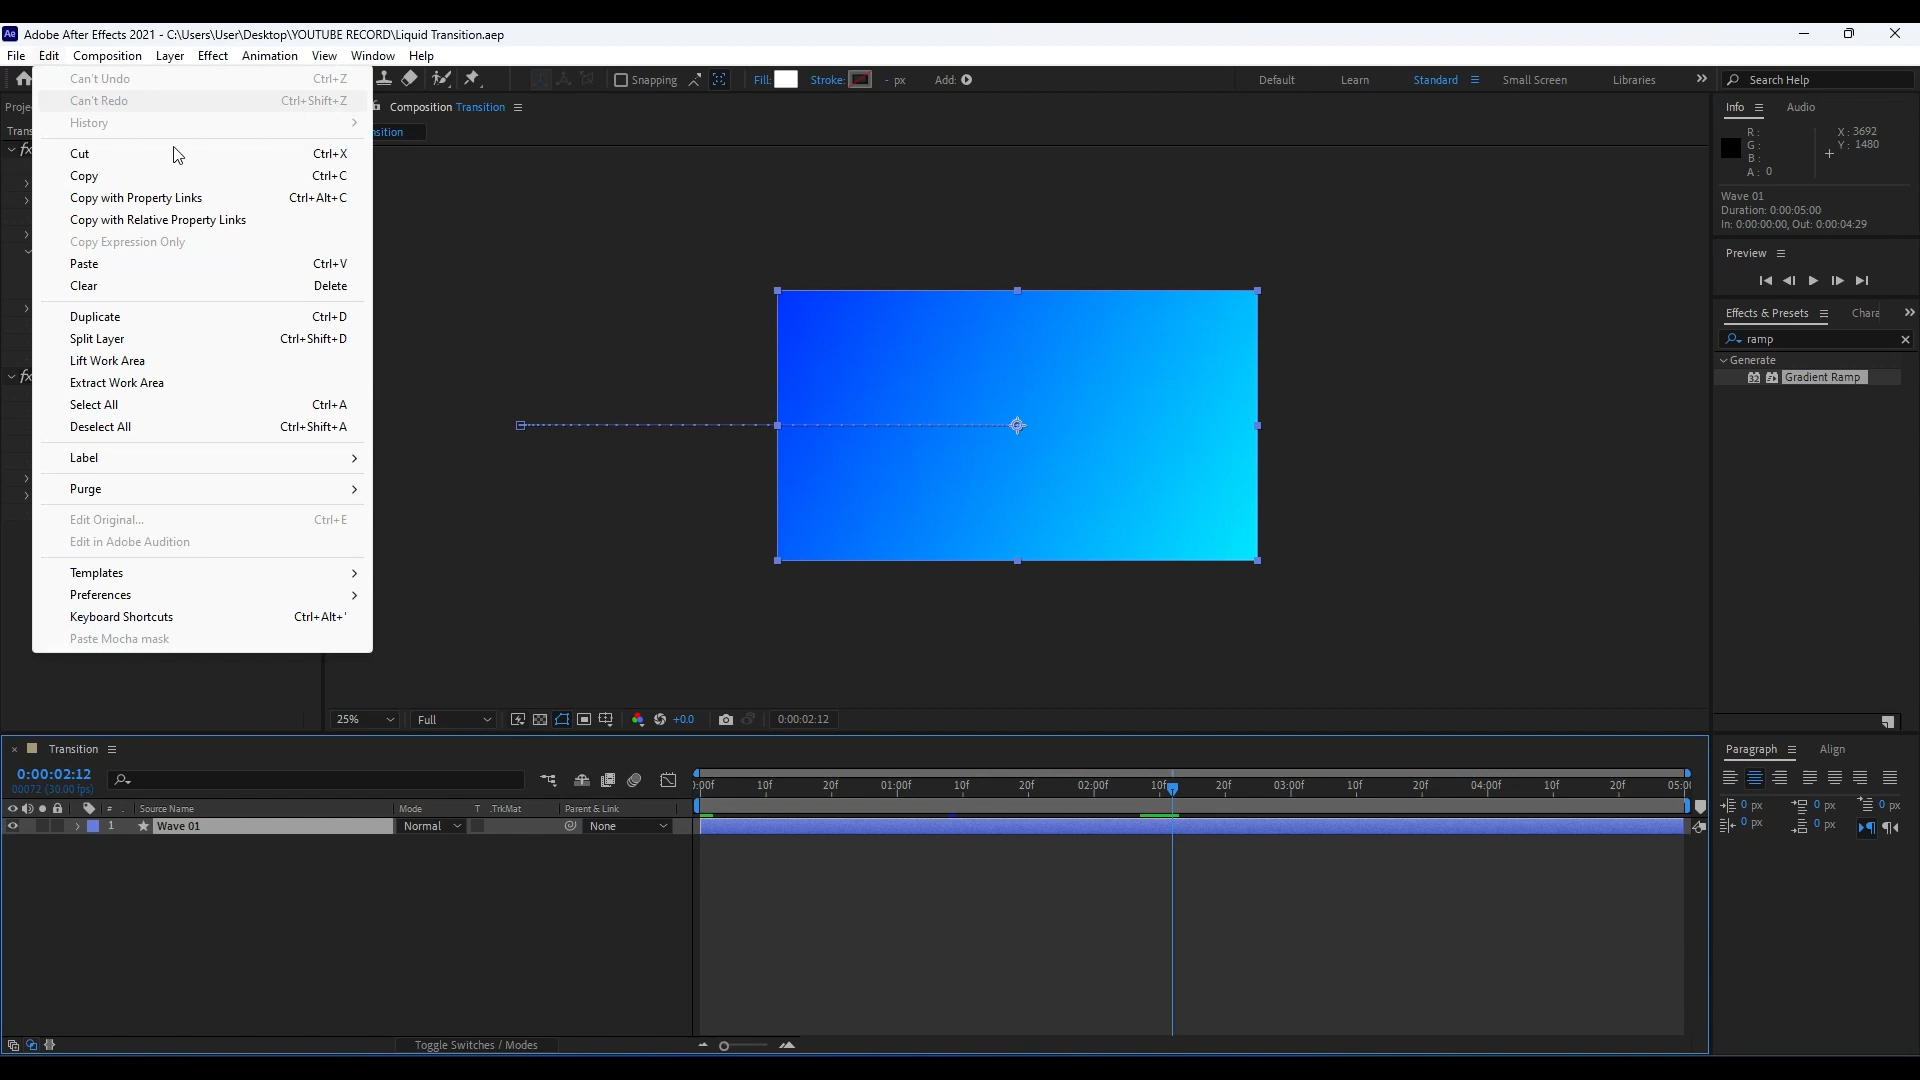 Ae Adobe After Effects 2021 - C:\Users\User\Desktop\YOUTUBE RECORD\Liquid Transition.aep
File Edit Composition Layer Effect Animation View Window Help
Snapping Fill: Stroke: - px Add: Default Learn Standard Small Screen Libraries Search Help
Can't Undo Ctrl+Z
Can't Redo Ctrl+Shift+Z
History
Cut Ctrl+X
Copy Ctrl+C
Copy with Property Links Ctrl+Alt+C
Copy with Relative Property Links
Copy Expression Only
Paste Ctrl+V
Clear Delete
Duplicate Ctrl+D
Split Layer Ctrl+Shift+D
Lift Work Area
Extract Work Area
Select All Ctrl+A
Deselect All Ctrl+Shift+A
Label
Purge
Edit Original... Ctrl+E
Edit in Adobe Audition
Templates
Preferences
Keyboard Shortcuts Ctrl+Alt+'
Paste Mocha mask
Proje
Trans
fx
fx
Composition Transition
nsition
Info Audio
R: X: 3692
G: Y: 1480
B:
A: 0
Wave 01
Duration: 0:00:05:00
In: 0:00:00:00, Out: 0:00:04:29
Preview
Effects & Presets Chara
ramp
Generate
32 Gradient Ramp
25% Full +0.0 0:00:02:12
Transition
0:00:02:12
00072 (30.00 fps)
:00f 10f 20f 01:00f 10f 20f 02:00f 10f 20f 03:00f 10f 20f 04:00f 10f 20f 05:00
# Source Name Mode T .TrkMat Parent & Link
1 Wave 01 Normal None
Toggle Switches / Modes
Paragraph Align
0 px 0 px 0 px
0 px 0 px